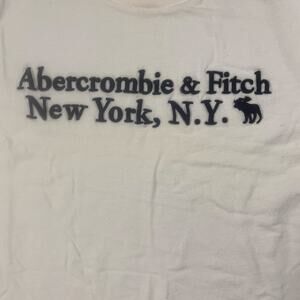 Abercrombie & Fitch
New York, N.Y.